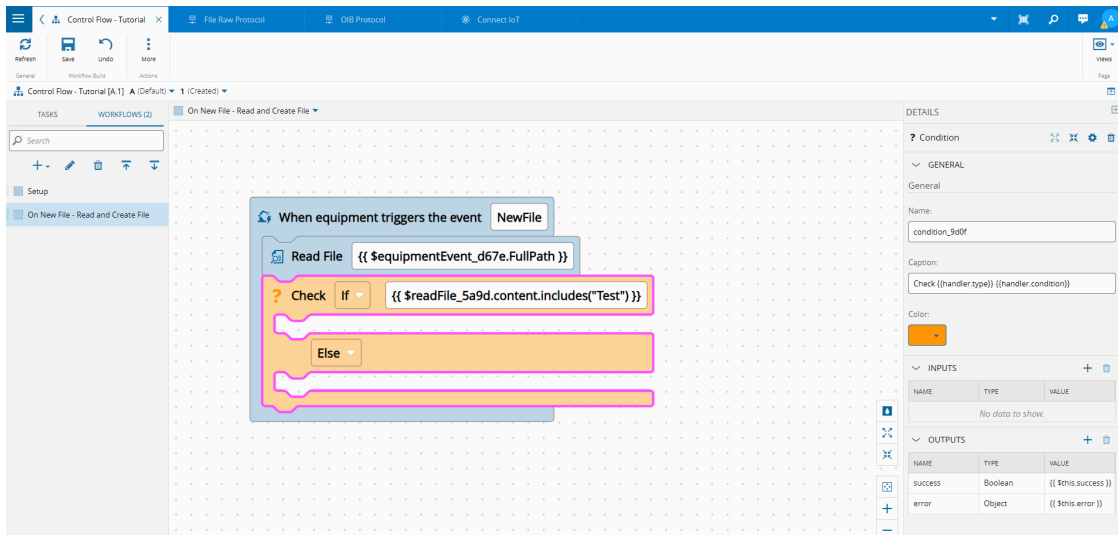 Control Flow - Tutorial
File Raw Protocol
OIB Protocol
Connect IoT
A
Refresh
Save
Undo
More
Views
General
Workflow Build
Actions
Page
Control Flow - Tutorial [A.1] A (Default) 1 (Created)
TASKS
WORKFLOWS (2)
Search
Setup
On New File - Read and Create File
On New File - Read and Create File
When equipment triggers the event NewFile
Read File {{ $equipmentEvent_d67e.FullPath }}
? Check If {{ $readFile_5a9d.content.includes("Test") }}
Else
DETAILS
? Condition
GENERAL
General
Name:
condition_9d0f
Caption:
Check {{handler.type}} {{handler.condition}}
Color:
INPUTS
NAME TYPE VALUE
No data to show.
OUTPUTS
NAME TYPE VALUE
success Boolean {{ $this.success }}
error Object {{ $this.error }}